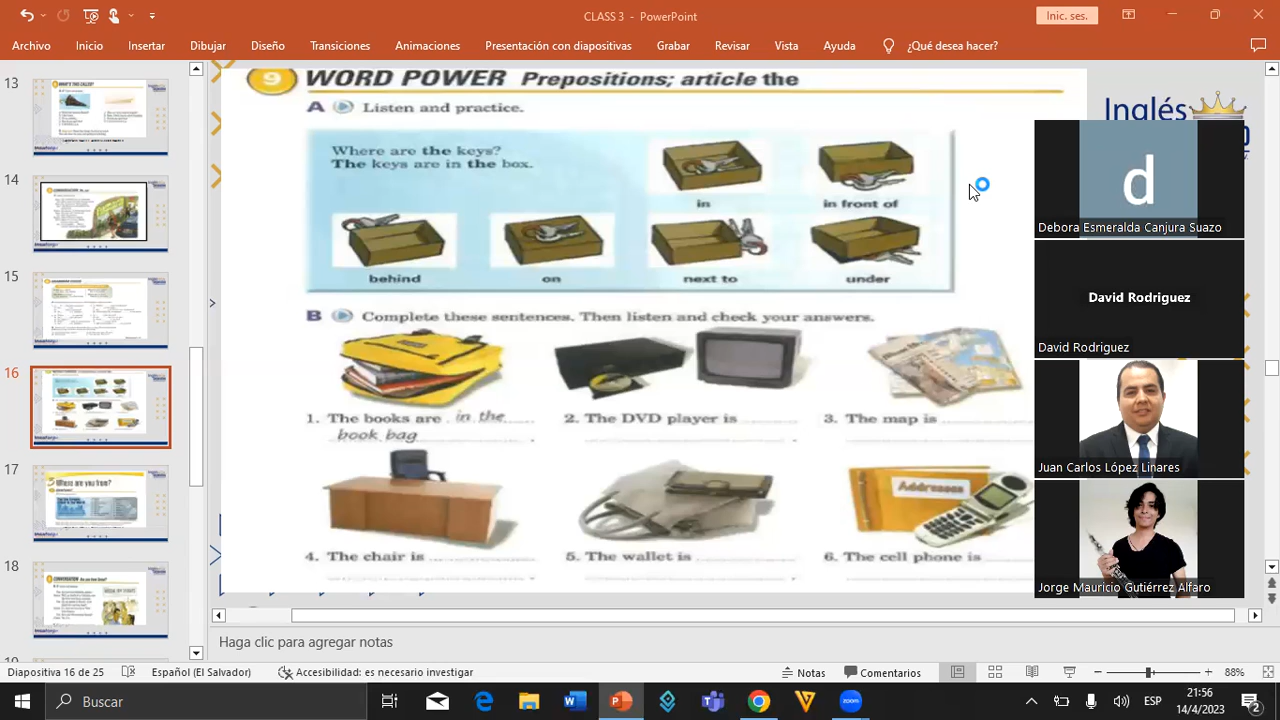 CLASS 3 - PowerPoint
Inic. ses.
Archivo Inicio Insertar Dibujar Diseño Transiciones Animaciones Presentación con diapositivas Grabar Revisar Vista Ayuda ¿Qué desea hacer?
13
14
15
16
17
18
9 WORD POWER Prepositions; article the
Inglés
A Listen and practice.
Where are the keys?
The keys are in the box.
in
in front of
behind
on
next to
under
B Complete these sentences. Then listen and check your answers.
1. The books are in the
book bag
2. The DVD player is
3. The map is
Addresses
4. The chair is
5. The wallet is
6. The cell phone is
d
Debora Esmeralda Canjura Suazo
David Rodriguez
David Rodriguez
Juan Carlos López Linares
Jorge Mauricio Gutiérrez Alfaro
Haga clic para agregar notas
Diapositiva 16 de 25 Español (El Salvador) Accesibilidad: es necesario investigar Notas Comentarios 88%
Buscar
ESP
21:56
14/4/2023
2